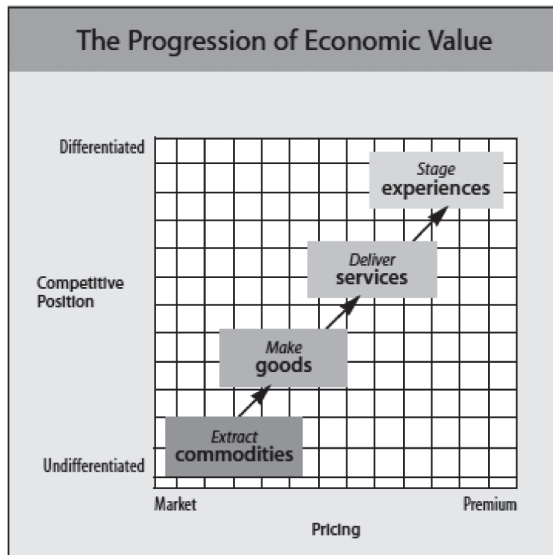 The Progression of Economic Value
Differentiated
Stage
experiences
Deliver
services
Competitive
Position
Make
goods
Extract
commodities
Undifferentiated
Market
Premium
Pricing